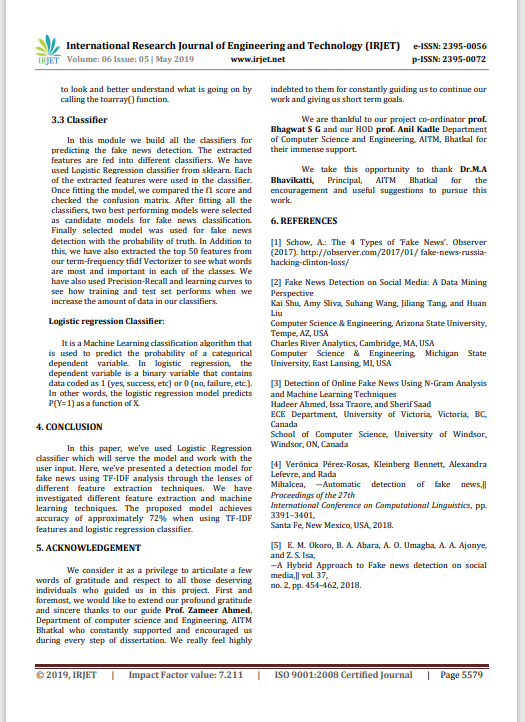 International Research Journal of Engineering and Technology (IRJET)
e-ISSN: 2395-0056
IRJET
Volume: 06 Issue: 05 | May 2019
www.irjet.net
p-ISSN: 2395-0072
to look and better understand what is going on by
calling the toarray() function.
3.3 Classifier
In this module we build all the classifiers for
predicting the fake news detection. The extracted
features are fed into different classifiers. We have
used Logistic Regression classifier from sklearn. Each
of the extracted features were used in the classifier.
Once fitting the model, we compared the f1 score and
checked the confusion matrix. After fitting all the
classifiers, two best performing models were selected
as candidate models for fake news classification.
Finally selected model was used for fake news
detection with the probability of truth. In Addition to
this, we have also extracted the top 50 features from
our term-frequency tfidf Vectorizer to see what words
are most and important in each of the classes. We
have also used Precision-Recall and learning curves to
see how training and test set performs when we
increase the amount of data in our classifiers.
Logistic regression Classifier:
It is a Machine Learning classification algorithm that
is used to predict the probability of a categorical
dependent variable. In logistic regression, the
dependent variable is a binary variable that contains
data coded as 1 (yes, success, etc) or 0 (no, failure, etc.).
In other words, the logistic regression model predicts
P(Y=1) as a function of X.
4. CONCLUSION
In this paper, we've used Logistic Regression
classifier which will serve the model and work with the
user input. Here, we've presented a detection model for
fake news using TF-IDF analysis through the lenses of
different feature extraction techniques. We have
investigated different feature extraction and machine
learning techniques. The proposed model achieves
accuracy of approximately 72% when using TF-IDF
features and logistic regression classifier.
5. ACKNOWLEDGEMENT
We consider it as a privilege to articulate a few
words of gratitude and respect to all those deserving
individuals who guided us in this project. First and
foremost, we would like to extend our profound gratitude
and sincere thanks to our guide Prof. Zameer Ahmed,
Department of computer science and Engineering, AITM
Bhatkal who constantly supported and encouraged us
during every step of dissertation. We really feel highly
indebted to them for constantly guiding us to continue our
work and giving us short term goals.
We are thankful to our project co-ordinator prof.
Bhagwat S G and our HOD prof. Anil Kadle Department
of Computer Science and Engineering, AITM, Bhatkal for
their immense support.
We take this opportunity to thank Dr.M.A
Bhavikatti, Principal, AITM Bhatkal for the
encouragement and useful suggestions to pursue this
work.
6. REFERENCES
[1] Schow, A.: The 4 Types of 'Fake News'. Observer
(2017). http://observer.com/2017/01/ fake-news-russia-
hacking-clinton-loss/
[2] Fake News Detection on Social Media: A Data Mining
Perspective
Kai Shu, Amy Sliva, Suhang Wang, Jiliang Tang, and Huan
Liu
Computer Science & Engineering, Arizona State University,
Tempe, AZ, USA
Charles River Analytics, Cambridge, MA, USA
Computer Science & Engineering, Michigan State
University, East Lansing, MI, USA
[3] Detection of Online Fake News Using N-Gram Analysis
and Machine Learning Techniques
Hadeer Ahmed, Issa Traore, and Sherif Saad
ECE Department, University of Victoria, Victoria, BC,
Canada
School of Computer Science, University of Windsor,
Windsor, ON, Canada
[4] Verónica Pérez-Rosas, Kleinberg Bennett, Alexandra
Lefevre, and Rada
Mihalcea, ―Automatic detection of fake news,‖
Proceedings of the 27th
International Conference on Computational Linguistics, pp.
3391–3401,
Santa Fe, New Mexico, USA, 2018.
[5] E. M. Okoro, B. A. Abara, A. O. Umagba, A. A. Ajonye,
and Z. S. Isa,
―A Hybrid Approach to Fake news detection on social
media,‖ vol. 37,
no. 2, pp. 454-462, 2018.
© 2019, IRJET | Impact Factor value: 7.211 | ISO 9001:2008 Certified Journal | Page 5579